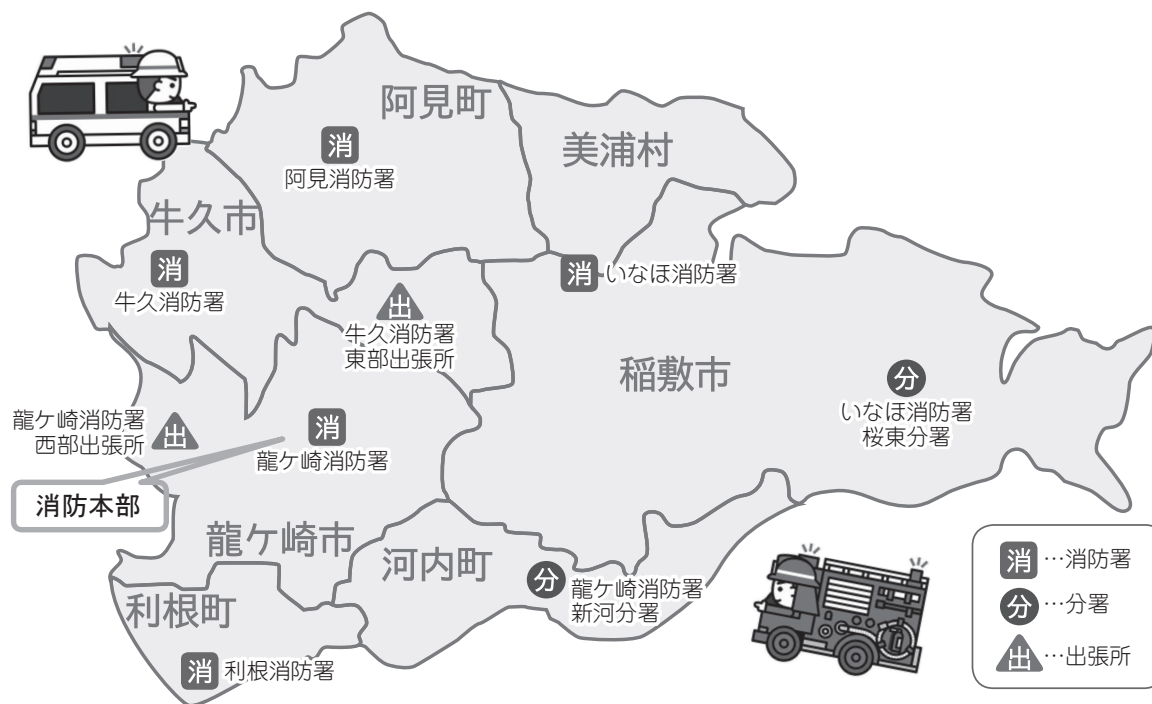 阿見町
美浦村
消
阿見消防署
牛久市
消
牛久消防署
消 いなほ消防署
出
牛久消防署
東部出張所
稲敷市
分
いなほ消防署
桜東分署
龍ケ崎消防署
西部出張所
出
消
龍ケ崎消防署
消防本部
龍ケ崎市
河内町
分 龍ケ崎消防署
新河分署
利根町
消 利根消防署
消…消防署
分…分署
出…出張所